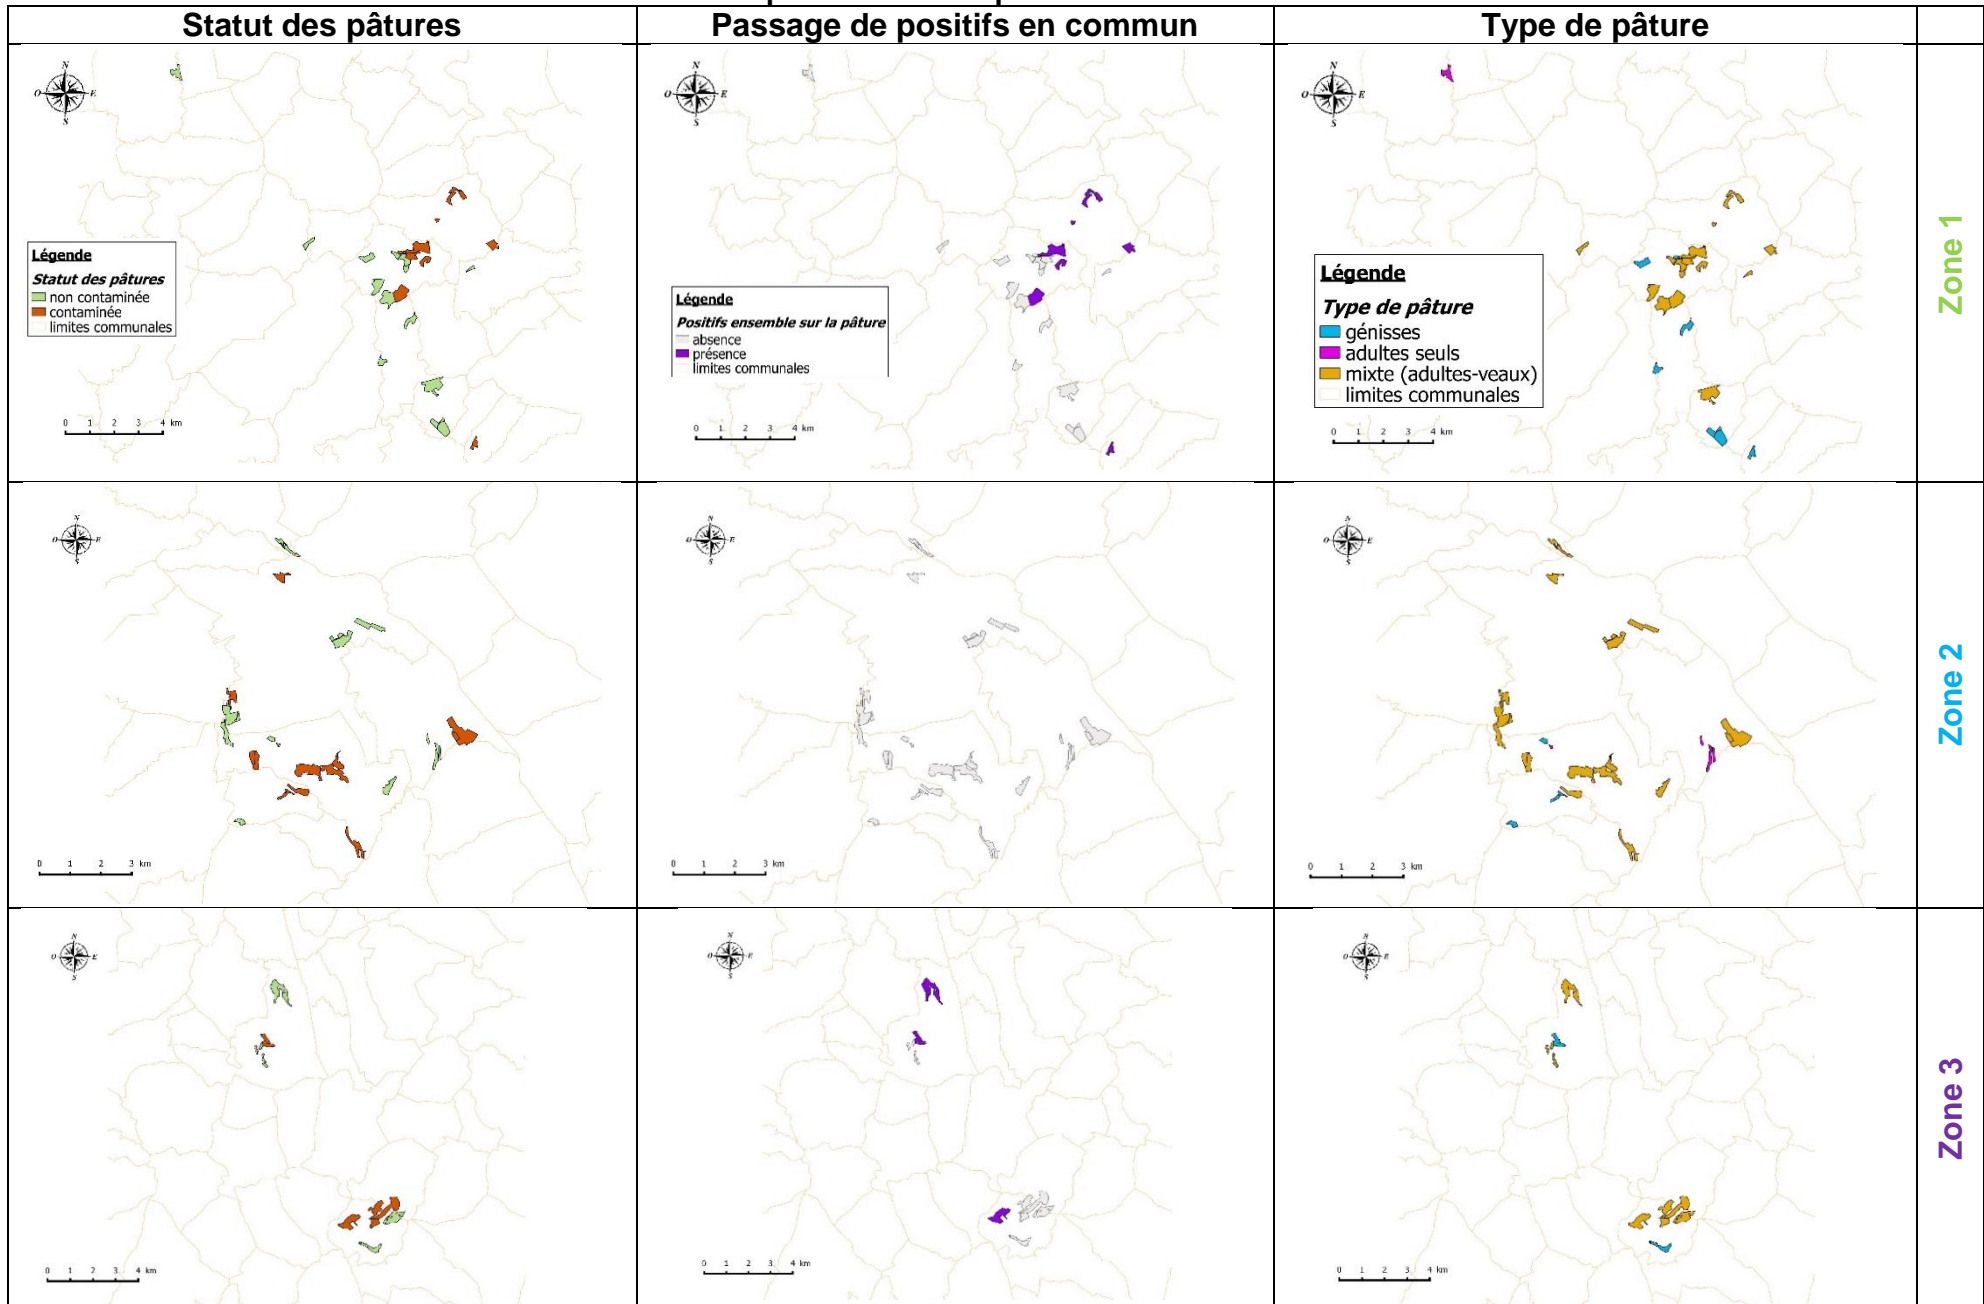 Statut des pâtures
Passage de positifs en commun
Type de pâture
N
O
E
S
Légende
Statut des pâtures
non contaminée
contaminée
limites communales
0 1 2 3 4 km
N
O
E
S
Légende
Positifs ensemble sur la pâture
absence
présence
limites communales
0 1 2 3 4 km
N
O
E
S
Légende
Type de pâture
génisses
adultes seuls
mixte (adultes-veaux)
limites communales
0 1 2 3 4 km
Zone 1
N
O
E
S
0 1 2 3 km
N
O
E
S
0 1 2 3 km
N
O
E
S
0 1 2 3 km
Zone 2
N
O
E
S
0 1 2 3 4 km
N
O
E
S
0 1 2 3 4 km
N
O
E
S
0 1 2 3 4 km
Zone 3